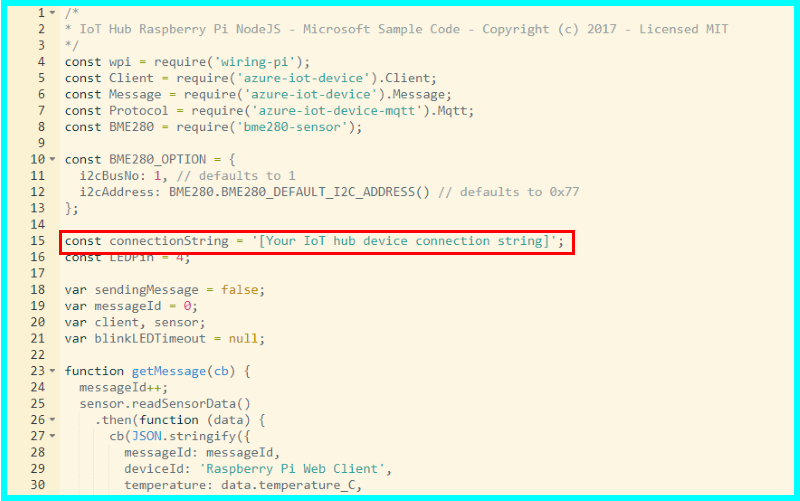 1 /*
2 * IoT Hub Raspberry Pi NodeJS - Microsoft Sample Code - Copyright (c) 2017 - Licensed MIT
3 */
4 const wpi = require('wiring-pi');
5 const Client = require('azure-iot-device').Client;
6 const Message = require('azure-iot-device').Message;
7 const Protocol = require('azure-iot-device-mqtt').Mqtt;
8 const BME280 = require('bme280-sensor');
9
10 const BME280_OPTION = {
11 i2cBusNo: 1, // defaults to 1
12 i2cAddress: BME280.BME280_DEFAULT_I2C_ADDRESS() // defaults to 0x77
13 };
14
15 const connectionString = '[Your IoT hub device connection string]';
16 const LEDPin = 4;
17
18 var sendingMessage = false;
19 var messageId = 0;
20 var client, sensor;
21 var blinkLEDTimeout = null;
22
23 function getMessage(cb) {
24 messageId++;
25 sensor.readSensorData()
26 .then(function (data) {
27 cb(JSON.stringify({
28 messageId: messageId,
29 deviceId: 'Raspberry Pi Web Client',
30 temperature: data.temperature_C,